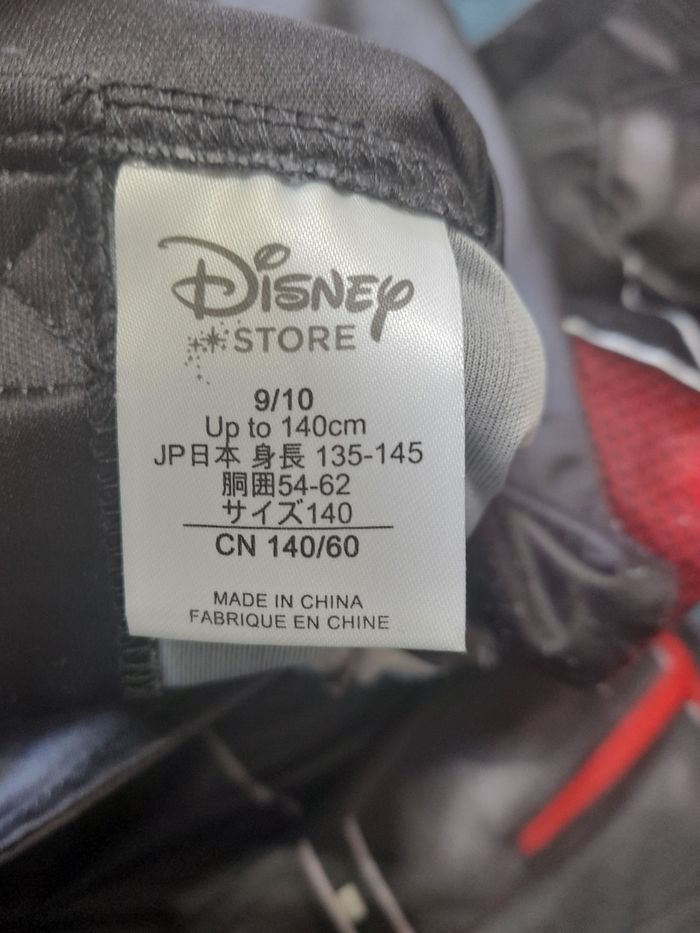 Disney
STORE
9/10
Up to 140cm
JP日本 身長 135-145
胴囲54-62
サイズ140
CN 140/60
MADE IN CHINA
FABRIQUE EN CHINE